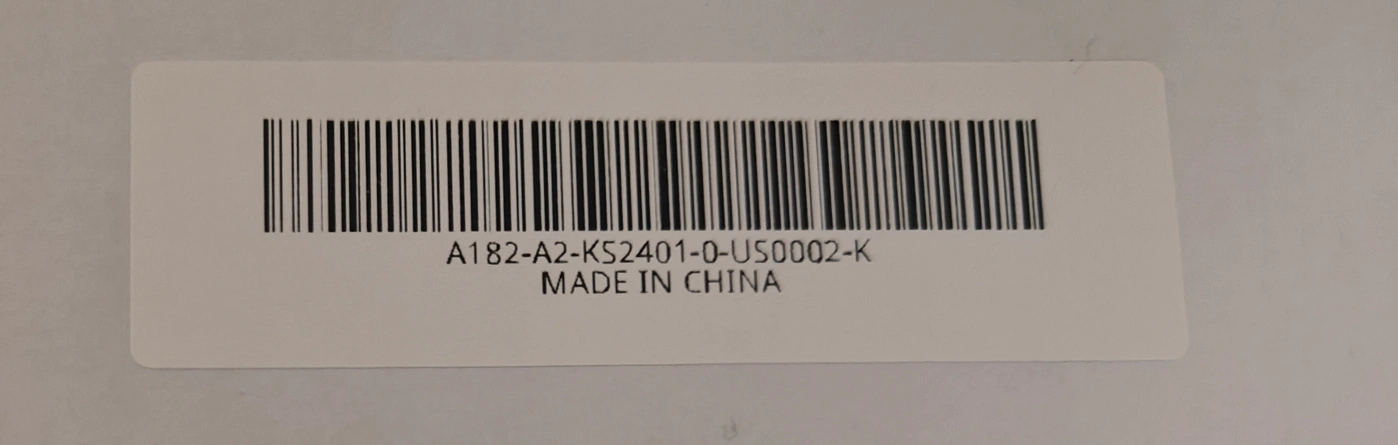 A182-A2-KS2401-0-US0002-K
MADE IN CHINA